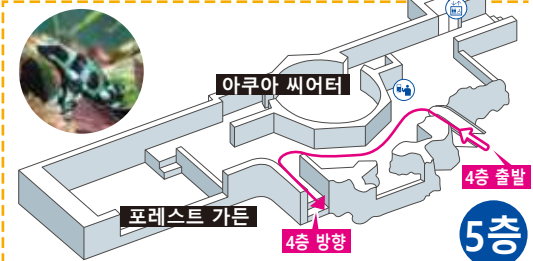 아쿠아 씨어터
4층 출발
포레스트 가든
4층 방향
5층